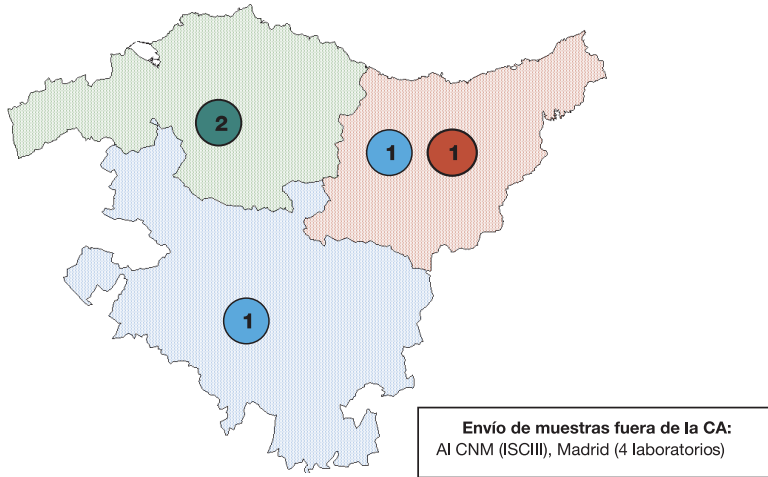 2
1 1
1
Envío de muestras fuera de la CA:
Al CNM (ISCIII), Madrid (4 laboratorios)